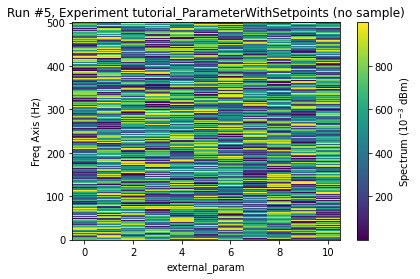 Run #5, Experiment tutorial_ParameterWithSetpoints (no sample)
500
400
300
200
100
0
Freq Axis (Hz)
0 2 4 6 8 10
external_param
800
600
400
200
Spectrum (10⁻³ dBm)